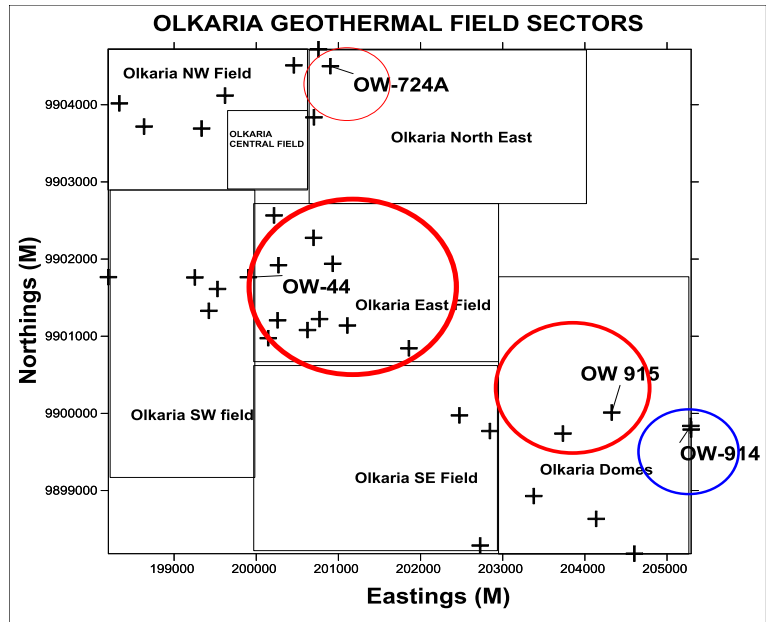 OLKARIA GEOTHERMAL FIELD SECTORS
Olkaria NW Field
OW-724A
OLKARIA
CENTRAL FIELD
Olkaria North East
OW-44
Olkaria East Field
OW 915
Olkaria SW field
OW-914
Olkaria SE Field
Olkaria Domes
9904000
9903000
9902000
9901000
9900000
9899000
Northings (M)
199000 200000 201000 202000 203000 204000 205000
Eastings (M)